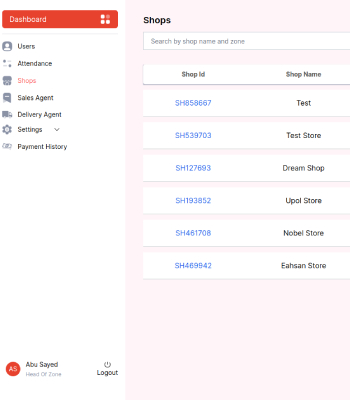 Dashboard
Users
Attendance
Shops
Sales Agent
Delivery Agent
Settings
Payment History
AS
Abu Sayed
Head Of Zone
Logout
Shops
Search by shop name and zone
Shop Id Shop Name
SH858667 Test
SH539703 Test Store
SH127693 Dream Shop
SH193852 Upol Store
SH461708 Nobel Store
SH469942 Eahsan Store